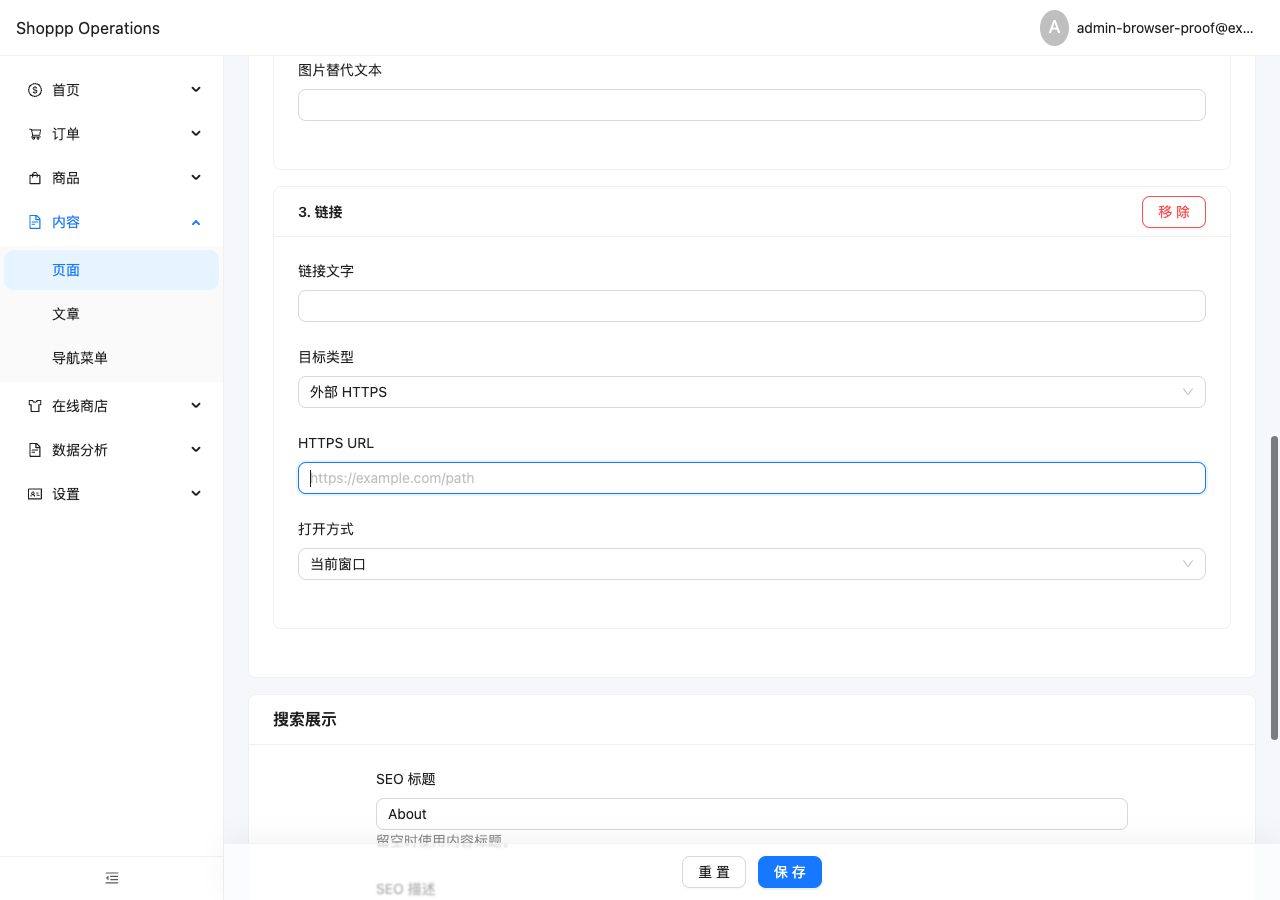 Shoppp Operations
A
admin-browser-proof@ex...
首页
订单
商品
内容
页面
文章
导航菜单
在线商店
数据分析
设置
图片替代文本
3. 链接
移 除
链接文字
目标类型
外部 HTTPS
HTTPS URL
https://example.com/path
打开方式
当前窗口
搜索展示
SEO 标题
About
留空时使用内容标题。
SEO 描述
重 置
保 存